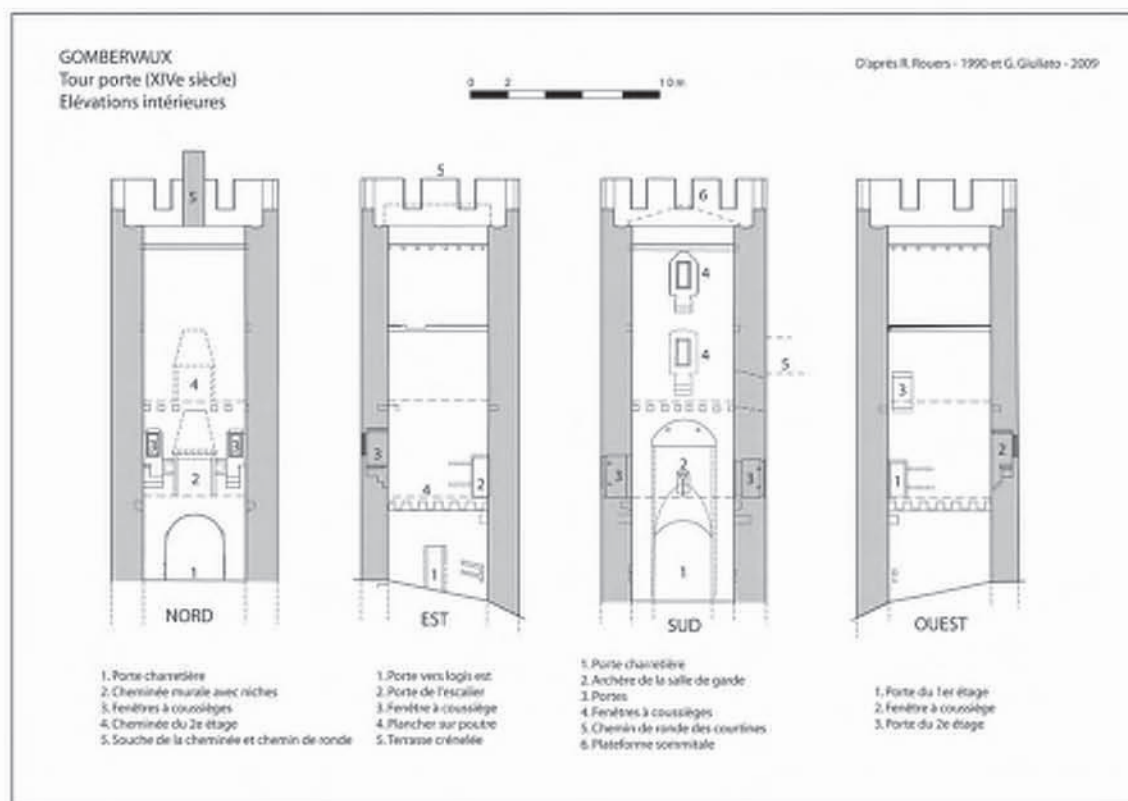 GOMBERVAUX
Tour porte (XIVe siècle)
Elévations intérieures
0 2 10 m
D'après R. Rouers - 1990 et G. Giuliato - 2009
5
4
3
3
2
1
NORD
5
3
2
4
1
EST
6
4
4
5
2
3
3
1
SUD
3
2
1
OUEST
1. Porte charretière
2. Cheminée murale avec niches
3. Fenêtres à coussièges
4. Cheminée du 2e étage
5. Souche de la cheminée et chemin de ronde
1. Porte vers logis est
2. Porte de l'escalier
3. Fenêtre à coussiège
4. Plancher sur poutre
5. Terrasse crénelée
1. Porte charretière
2. Archère de la salle de garde
3. Portes
4. Fenêtres à coussièges
5. Chemin de ronde des courtines
6. Plateforme sommitale
1. Porte du 1er étage
2. Fenêtre à coussiège
3. Porte du 2e étage